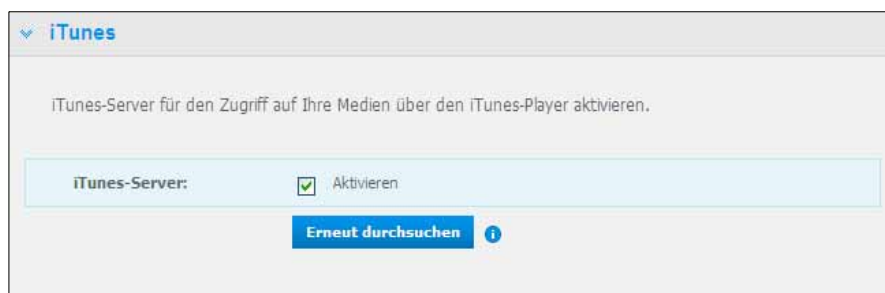 iTunes
iTunes-Server für den Zugriff auf Ihre Medien über den iTunes-Player aktivieren.
iTunes-Server: Aktivieren
Erneut durchsuchen i